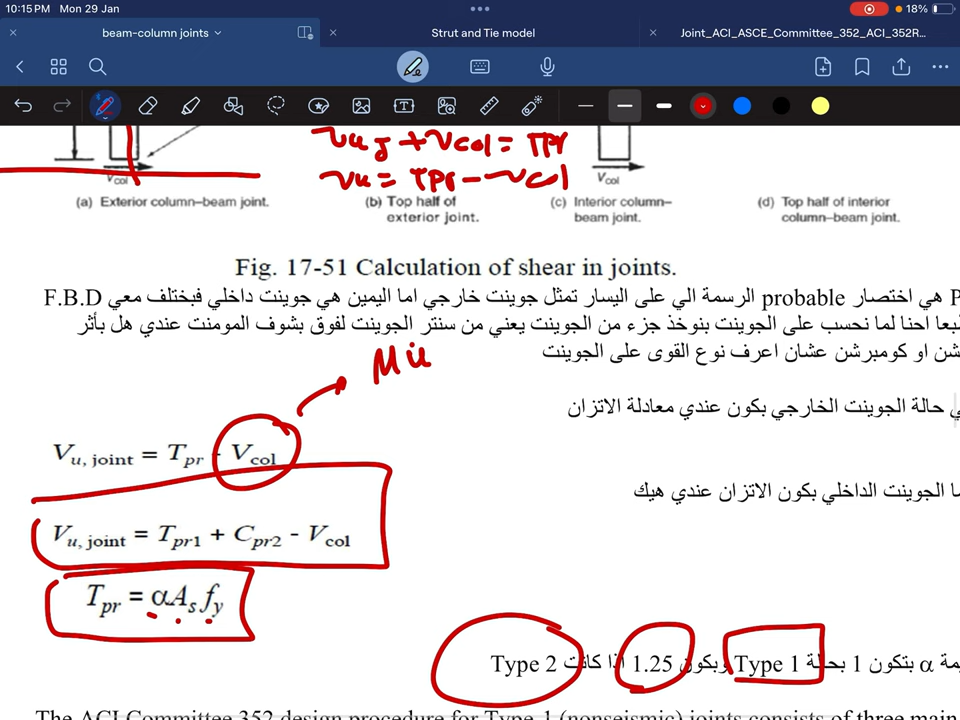 10:15 PM Mon 29 Jan
18%
beam-column joints
Strut and Tie model
Joint_ACI_ASCE_Committee_352_ACI_352R...
Vu j + Vcol = Tpr
Vu = Tpr - Vcol
Vcol
Vcol
(a) Exterior column–beam joint.
(b) Top half of exterior joint.
(c) Interior column–beam joint.
(d) Top half of interior column–beam joint.
Fig. 17-51 Calculation of shear in joints.
هي اختصار probable الرسمة الي على اليسار تمثل جوينت خارجي اما اليمين هي جوينت داخلي فبختلف معي F.B.D
احنا لما نحسب على الجوينت بنوخذ جزء من الجوينت يعني من سنتر الجوينت لفوق بشوف المومنت عندي هل بأثر
او كومبرشن عشان اعرف نوع القوى على الجوينت
حالة الجوينت الخارجي بكون عندي معادلة الاتزان
Vu, joint = Tpr - Vcol
الجوينت الداخلي بكون الاتزان عندي هيك
Vu, joint = Tpr1 + Cpr2 - Vcol
Tpr = αAs fy
α بتكون 1 بحالة Type 1 وبكون 1.25 اذا كانت Type 2
The ACI Committee 352 design procedure for Type-1 (nonseismic) joints consists of three main